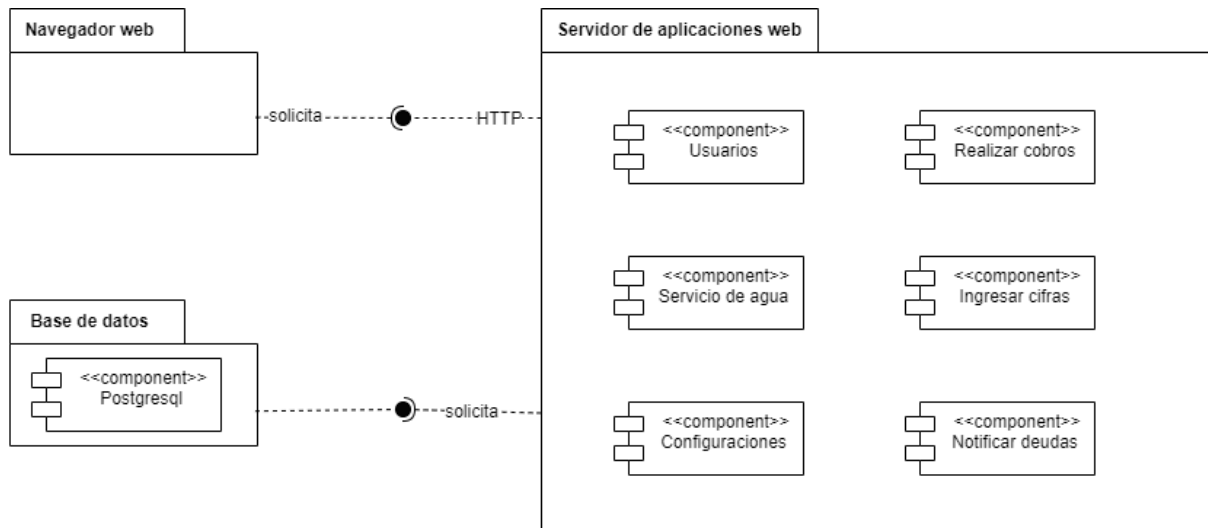 Navegador web
Servidor de aplicaciones web
solicita
HTTP
<<component>>
Usuarios
<<component>>
Realizar cobros
<<component>>
Servicio de agua
<<component>>
Ingresar cifras
Base de datos
<<component>>
Postgresql
solicita
<<component>>
Configuraciones
<<component>>
Notificar deudas